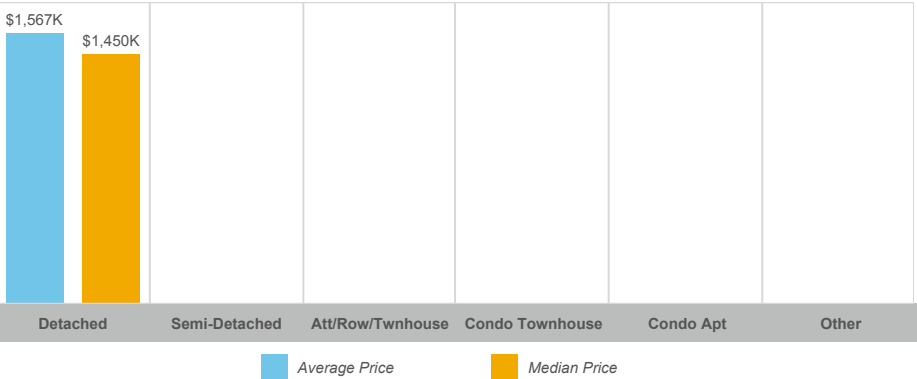 $1,567K
$1,450K
Detached Semi-Detached Att/Row/Twnhouse Condo Townhouse Condo Apt Other
Average Price Median Price